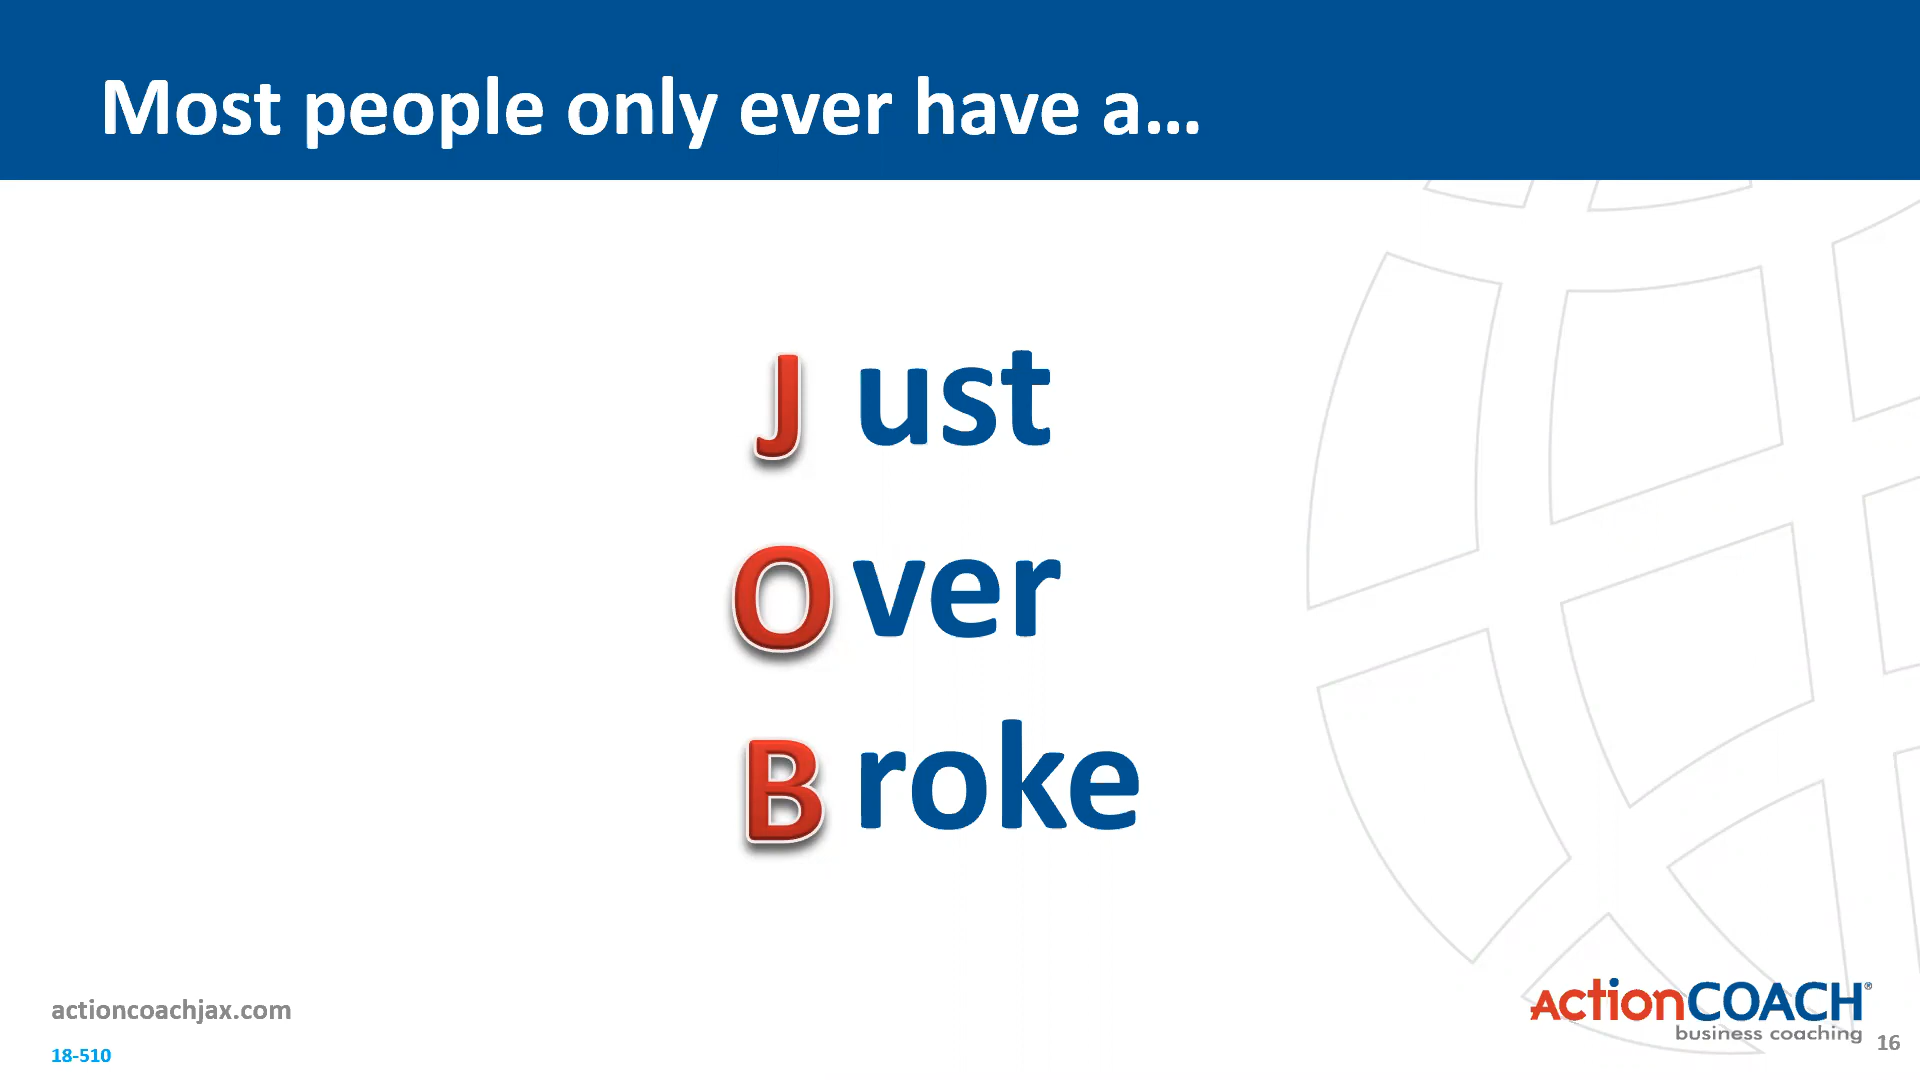 Most people only ever have a...
Just
Over
Broke
actioncoachjax.com
18-510
ActionCOACH®
business coaching
16